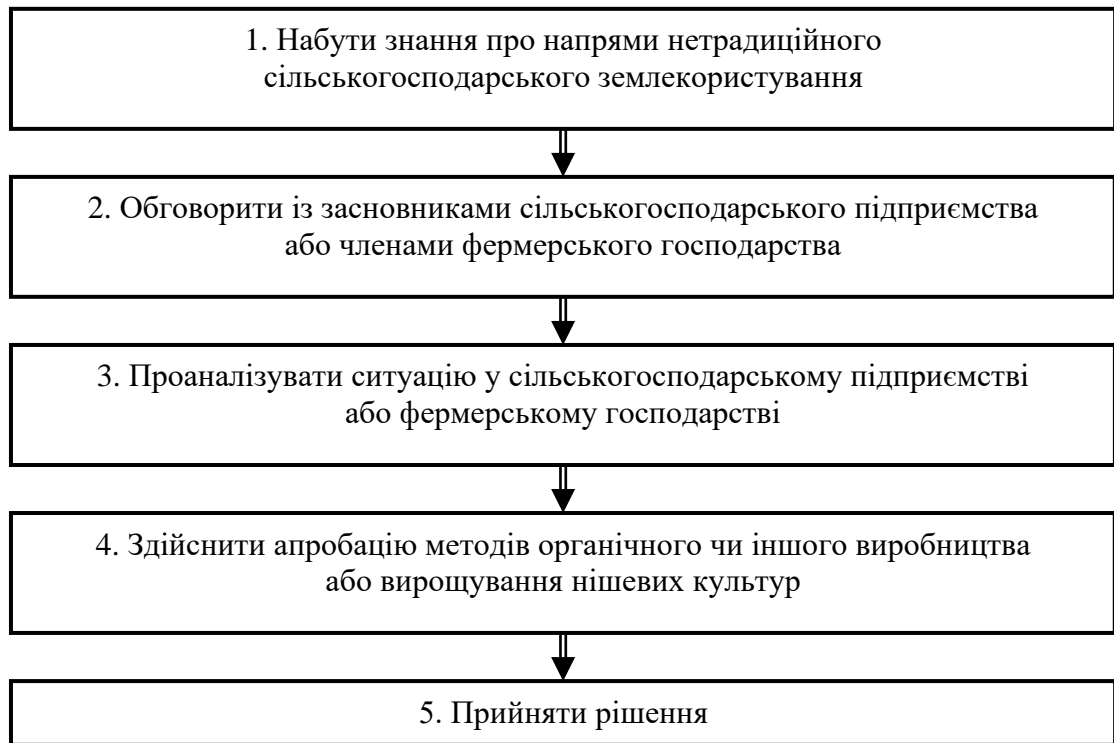 1. Набути знання про напрями нетрадиційного
сільськогосподарського землекористування
2. Обговорити із засновниками сільськогосподарського підприємства
або членами фермерського господарства
3. Проаналізувати ситуацію у сільськогосподарському підприємстві
або фермерському господарстві
4. Здійснити апробацію методів органічного чи іншого виробництва
або вирощування нішевих культур
5. Прийняти рішення